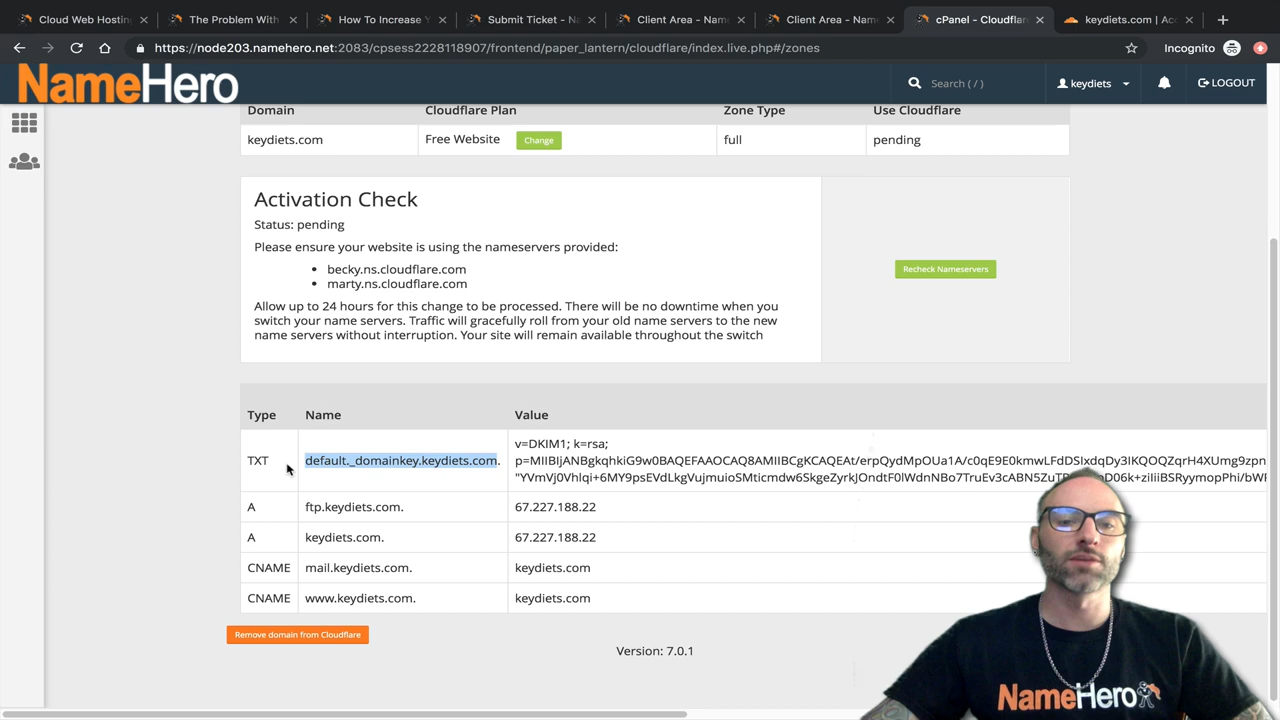 Cloud Web Hosting
The Problem With
How To Increase Y
Submit Ticket - Na
Client Area - Name
Client Area - Name
cPanel - Cloudflar
keydiets.com | Acc
https://node203.namehero.net:2083/cpsess2228118907/frontend/paper_lantern/cloudflare/index.live.php#/zones
Incognito
NameHero
Search ( / )
keydiets
LOGOUT
Domain
Cloudflare Plan
Zone Type
Use Cloudflare
keydiets.com
Free Website
Change
full
pending
Activation Check
Status: pending
Please ensure your website is using the nameservers provided:
becky.ns.cloudflare.com
marty.ns.cloudflare.com
Allow up to 24 hours for this change to be processed. There will be no downtime when you
switch your name servers. Traffic will gracefully roll from your old name servers to the new
name servers without interruption. Your site will remain available throughout the switch
Recheck Nameservers
Type
Name
Value
TXT
default._domainkey.keydiets.com.
v=DKIM1; k=rsa;
A
ftp.keydiets.com.
67.227.188.22
A
keydiets.com.
67.227.188.22
CNAME
mail.keydiets.com.
keydiets.com
CNAME
www.keydiets.com.
keydiets.com
Remove domain from Cloudflare
Version: 7.0.1
NAMEHERO